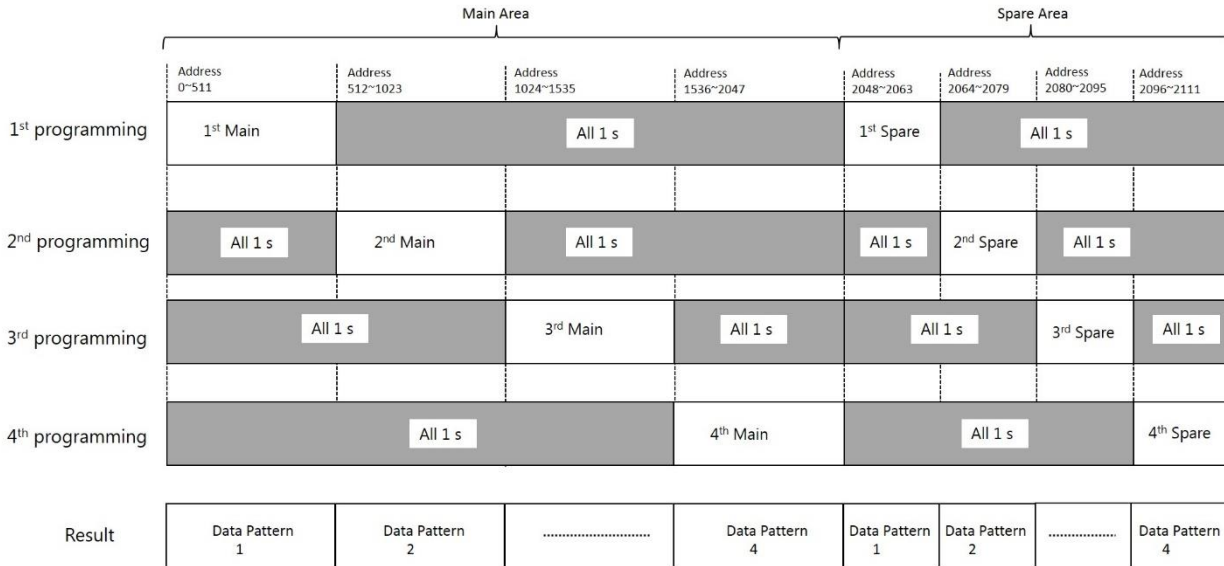 Main Area
Spare Area
Address
0~511
Address
512~1023
Address
1024~1535
Address
1536~2047
Address
2048~2063
Address
2064~2079
Address
2080~2095
Address
2096~2111
1st programming
1st Main
All 1 s
1st Spare
All 1 s
2nd programming
All 1 s
2nd Main
All 1 s
All 1 s
2nd Spare
All 1 s
3rd programming
All 1 s
3rd Main
All 1 s
All 1 s
3rd Spare
All 1 s
4th programming
All 1 s
4th Main
All 1 s
4th Spare
Result
Data Pattern
1
Data Pattern
2
......................
Data Pattern
4
Data Pattern
1
Data Pattern
2
................
Data Pattern
4